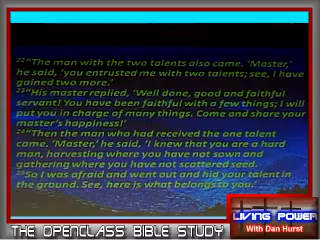 22"The man with the two talents also came. 'Master,'
he said, 'you entrusted me with two talents; see, I have
gained two more.'
23"His master replied, 'Well done, good and faithful
servant! You have been faithful with a few things; I will
put you in charge of many things. Come and share your
master's happiness!'
24"Then the man who had received the one talent
came. 'Master,' he said, 'I knew that you are a hard
man, harvesting where you have not sown and
gathering where you have not scattered seed.
25So I was afraid and went out and hid your talent in
the ground. See, here is what belongs to you.'
LIVING POWER
THE OPENCLASS BIBLE STUDY
With Dan Hurst